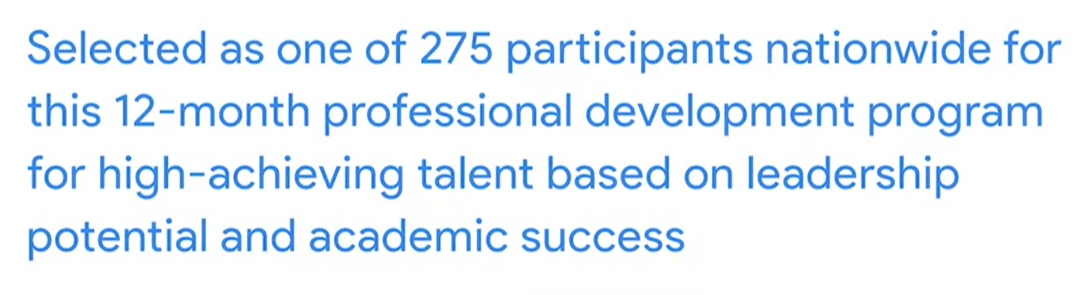 Selected as one of 275 participants nationwide for
this 12-month professional development program
for high-achieving talent based on leadership
potential and academic success